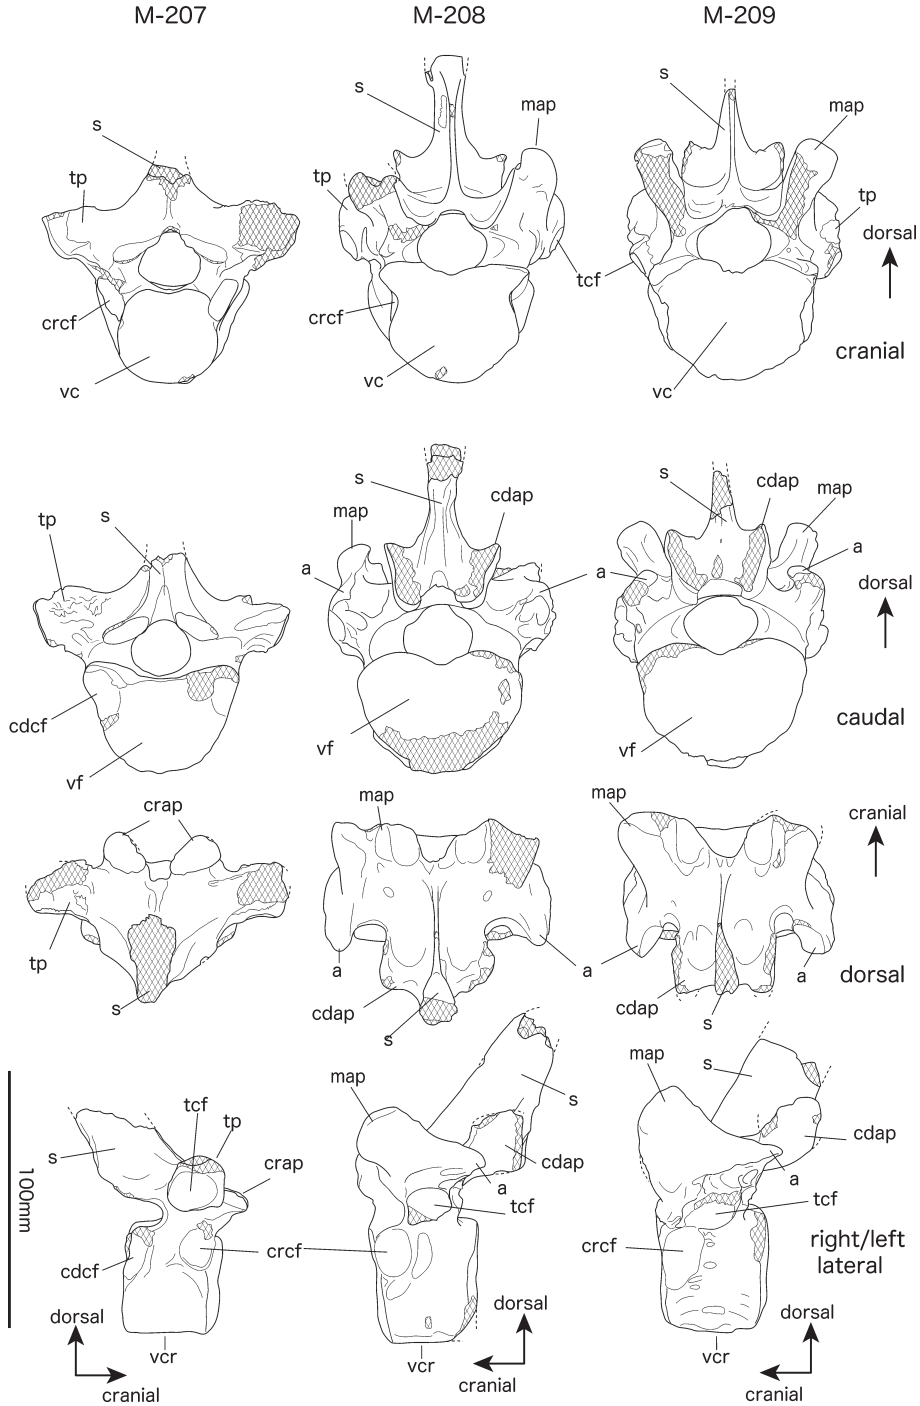 M-207 M-208 M-209
s s s
map map
tp tp tp
dorsal
tcf
crcf crcf
cranial
vc vc vc
s s
cdap cdap
map map
tp s
a a a
dorsal
cdcf
caudal
vf vf vf
crap map map
cranial
tp
a a a
dorsal
s cdap cdap
s s
tcf map map s
tp s
s crap cdap cdap
a a
tcf tcf
100mm
crcf crcf
right/left
lateral
cdcf
dorsal dorsal dorsal
vcr vcr vcr
cranial cranial cranial